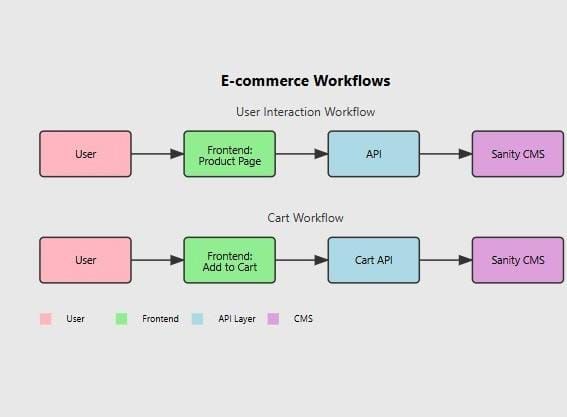 E-commerce Workflows
User Interaction Workflow
User
Frontend:
Product Page
API
Sanity CMS
Cart Workflow
User
Frontend:
Add to Cart
Cart API
Sanity CMS
User
Frontend
API Layer
CMS